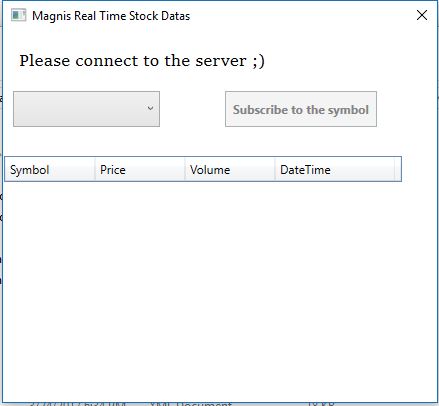 Magnis Real Time Stock Datas
Please connect to the server ;)
Subscribe to the symbol
Symbol Price Volume DateTime